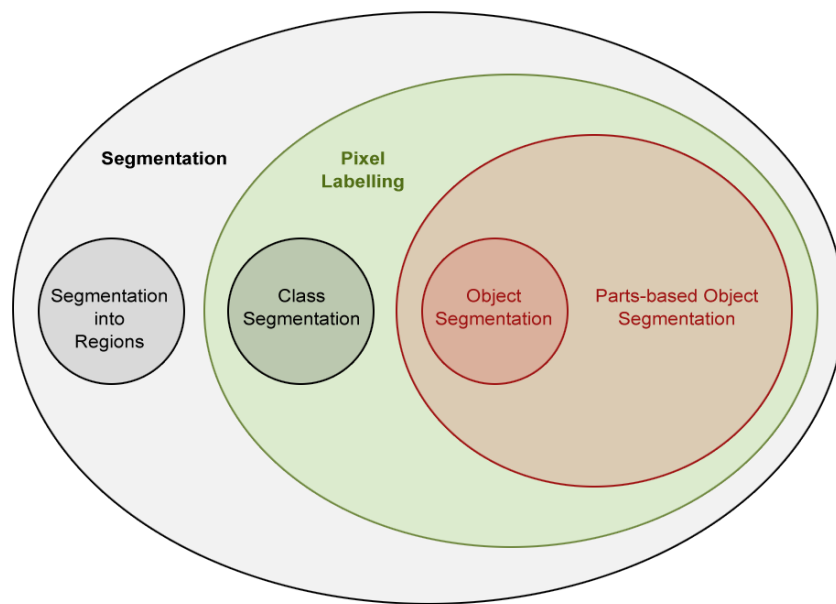 Segmentation
Pixel
Labelling
Segmentation
into
Regions
Class
Segmentation
Object
Segmentation
Parts-based Object
Segmentation